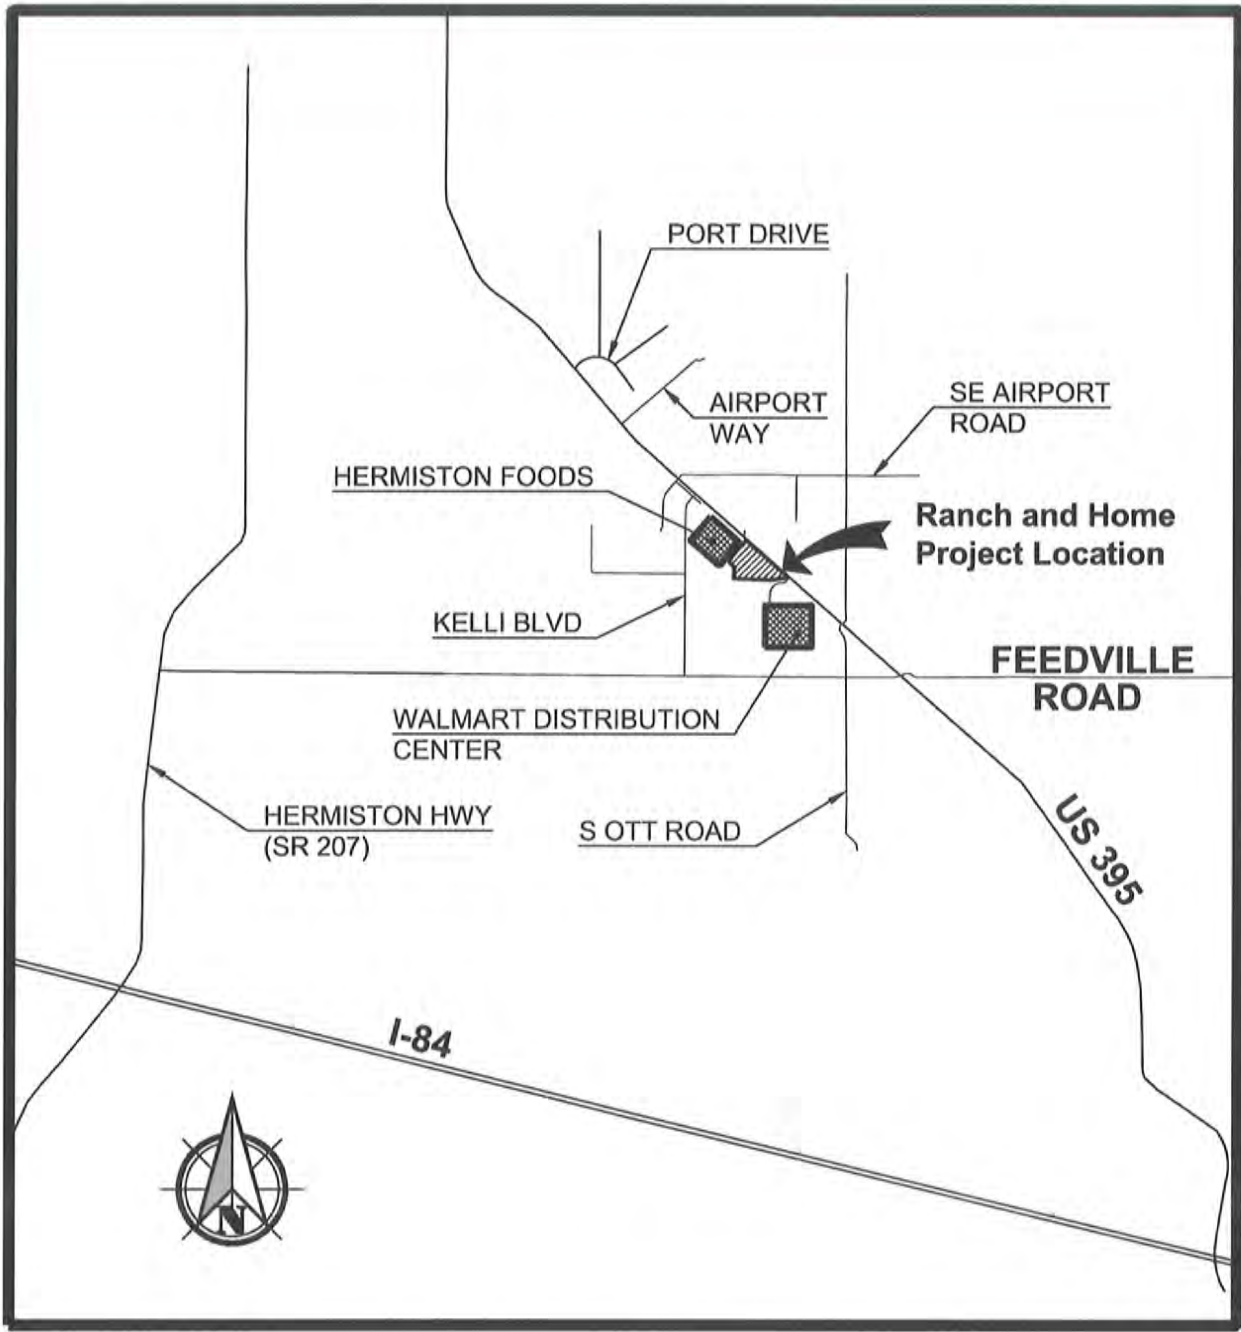 PORT DRIVE
AIRPORT
WAY
SE AIRPORT
ROAD
HERMISTON FOODS
Ranch and Home
Project Location
KELLI BLVD
FEEDVILLE
ROAD
WALMART DISTRIBUTION
CENTER
HERMISTON HWY
(SR 207)
S OTT ROAD
US 395
I-84
N